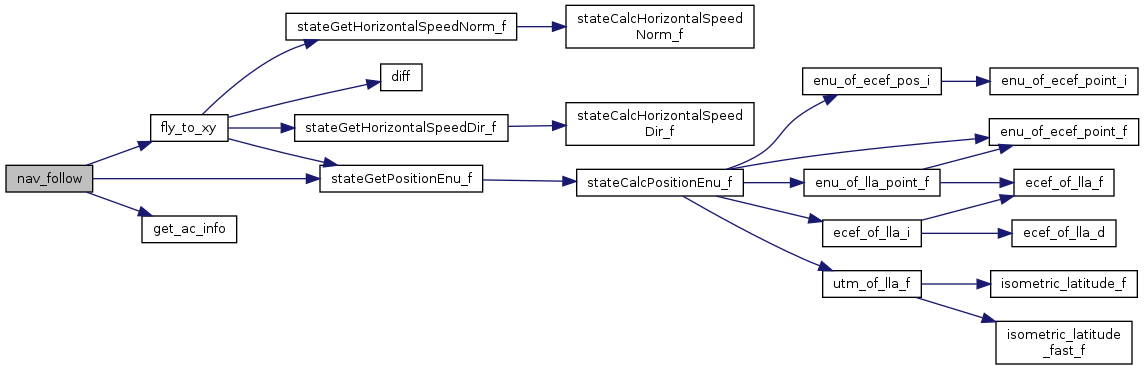 nav_follow
fly_to_xy
get_ac_info
stateGetHorizontalSpeedNorm_f
diff
stateGetHorizontalSpeedDir_f
stateGetPositionEnu_f
stateCalcHorizontalSpeed
Norm_f
stateCalcHorizontalSpeed
Dir_f
stateCalcPositionEnu_f
enu_of_ecef_pos_i
enu_of_lla_point_f
ecef_of_lla_i
utm_of_lla_f
enu_of_ecef_point_i
enu_of_ecef_point_f
ecef_of_lla_f
ecef_of_lla_d
isometric_latitude_f
isometric_latitude
_fast_f